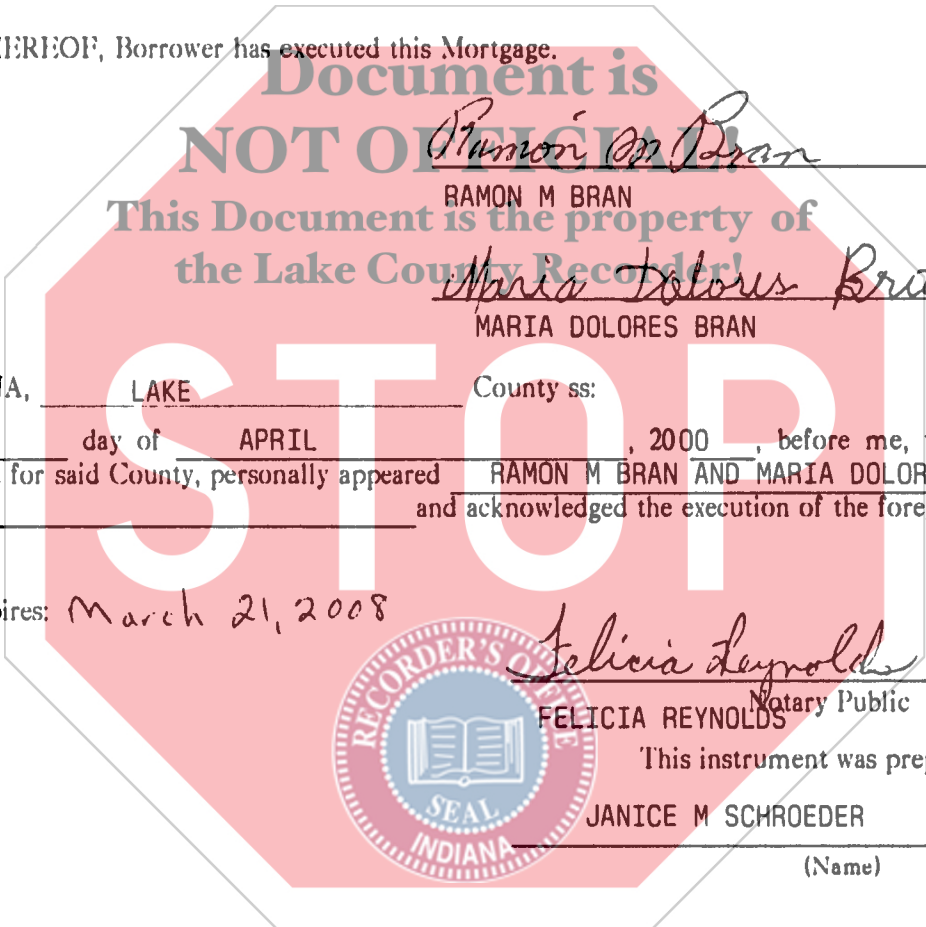 HEREOF, Borrower has executed this Mortgage.
Document is
NOT OFFICIAL!
Ramon M Bran
RAMON M BRAN
This Document is the property of
the Lake County Recorder!
Maria Dolores Bra
MARIA DOLORES BRAN
STOP
A, LAKE County ss:
day of APRIL , 2000 , before me,
for said County, personally appeared RAMON M BRAN AND MARIA DOLOR
and acknowledged the execution of the fore
ires: March 21, 2008
Felicia Reynolds
Notary Public
FELICIA REYNOLDS
This instrument was prep
JANICE M SCHROEDER
(Name)
RECORDER'S OFFICE
SEAL
INDIANA